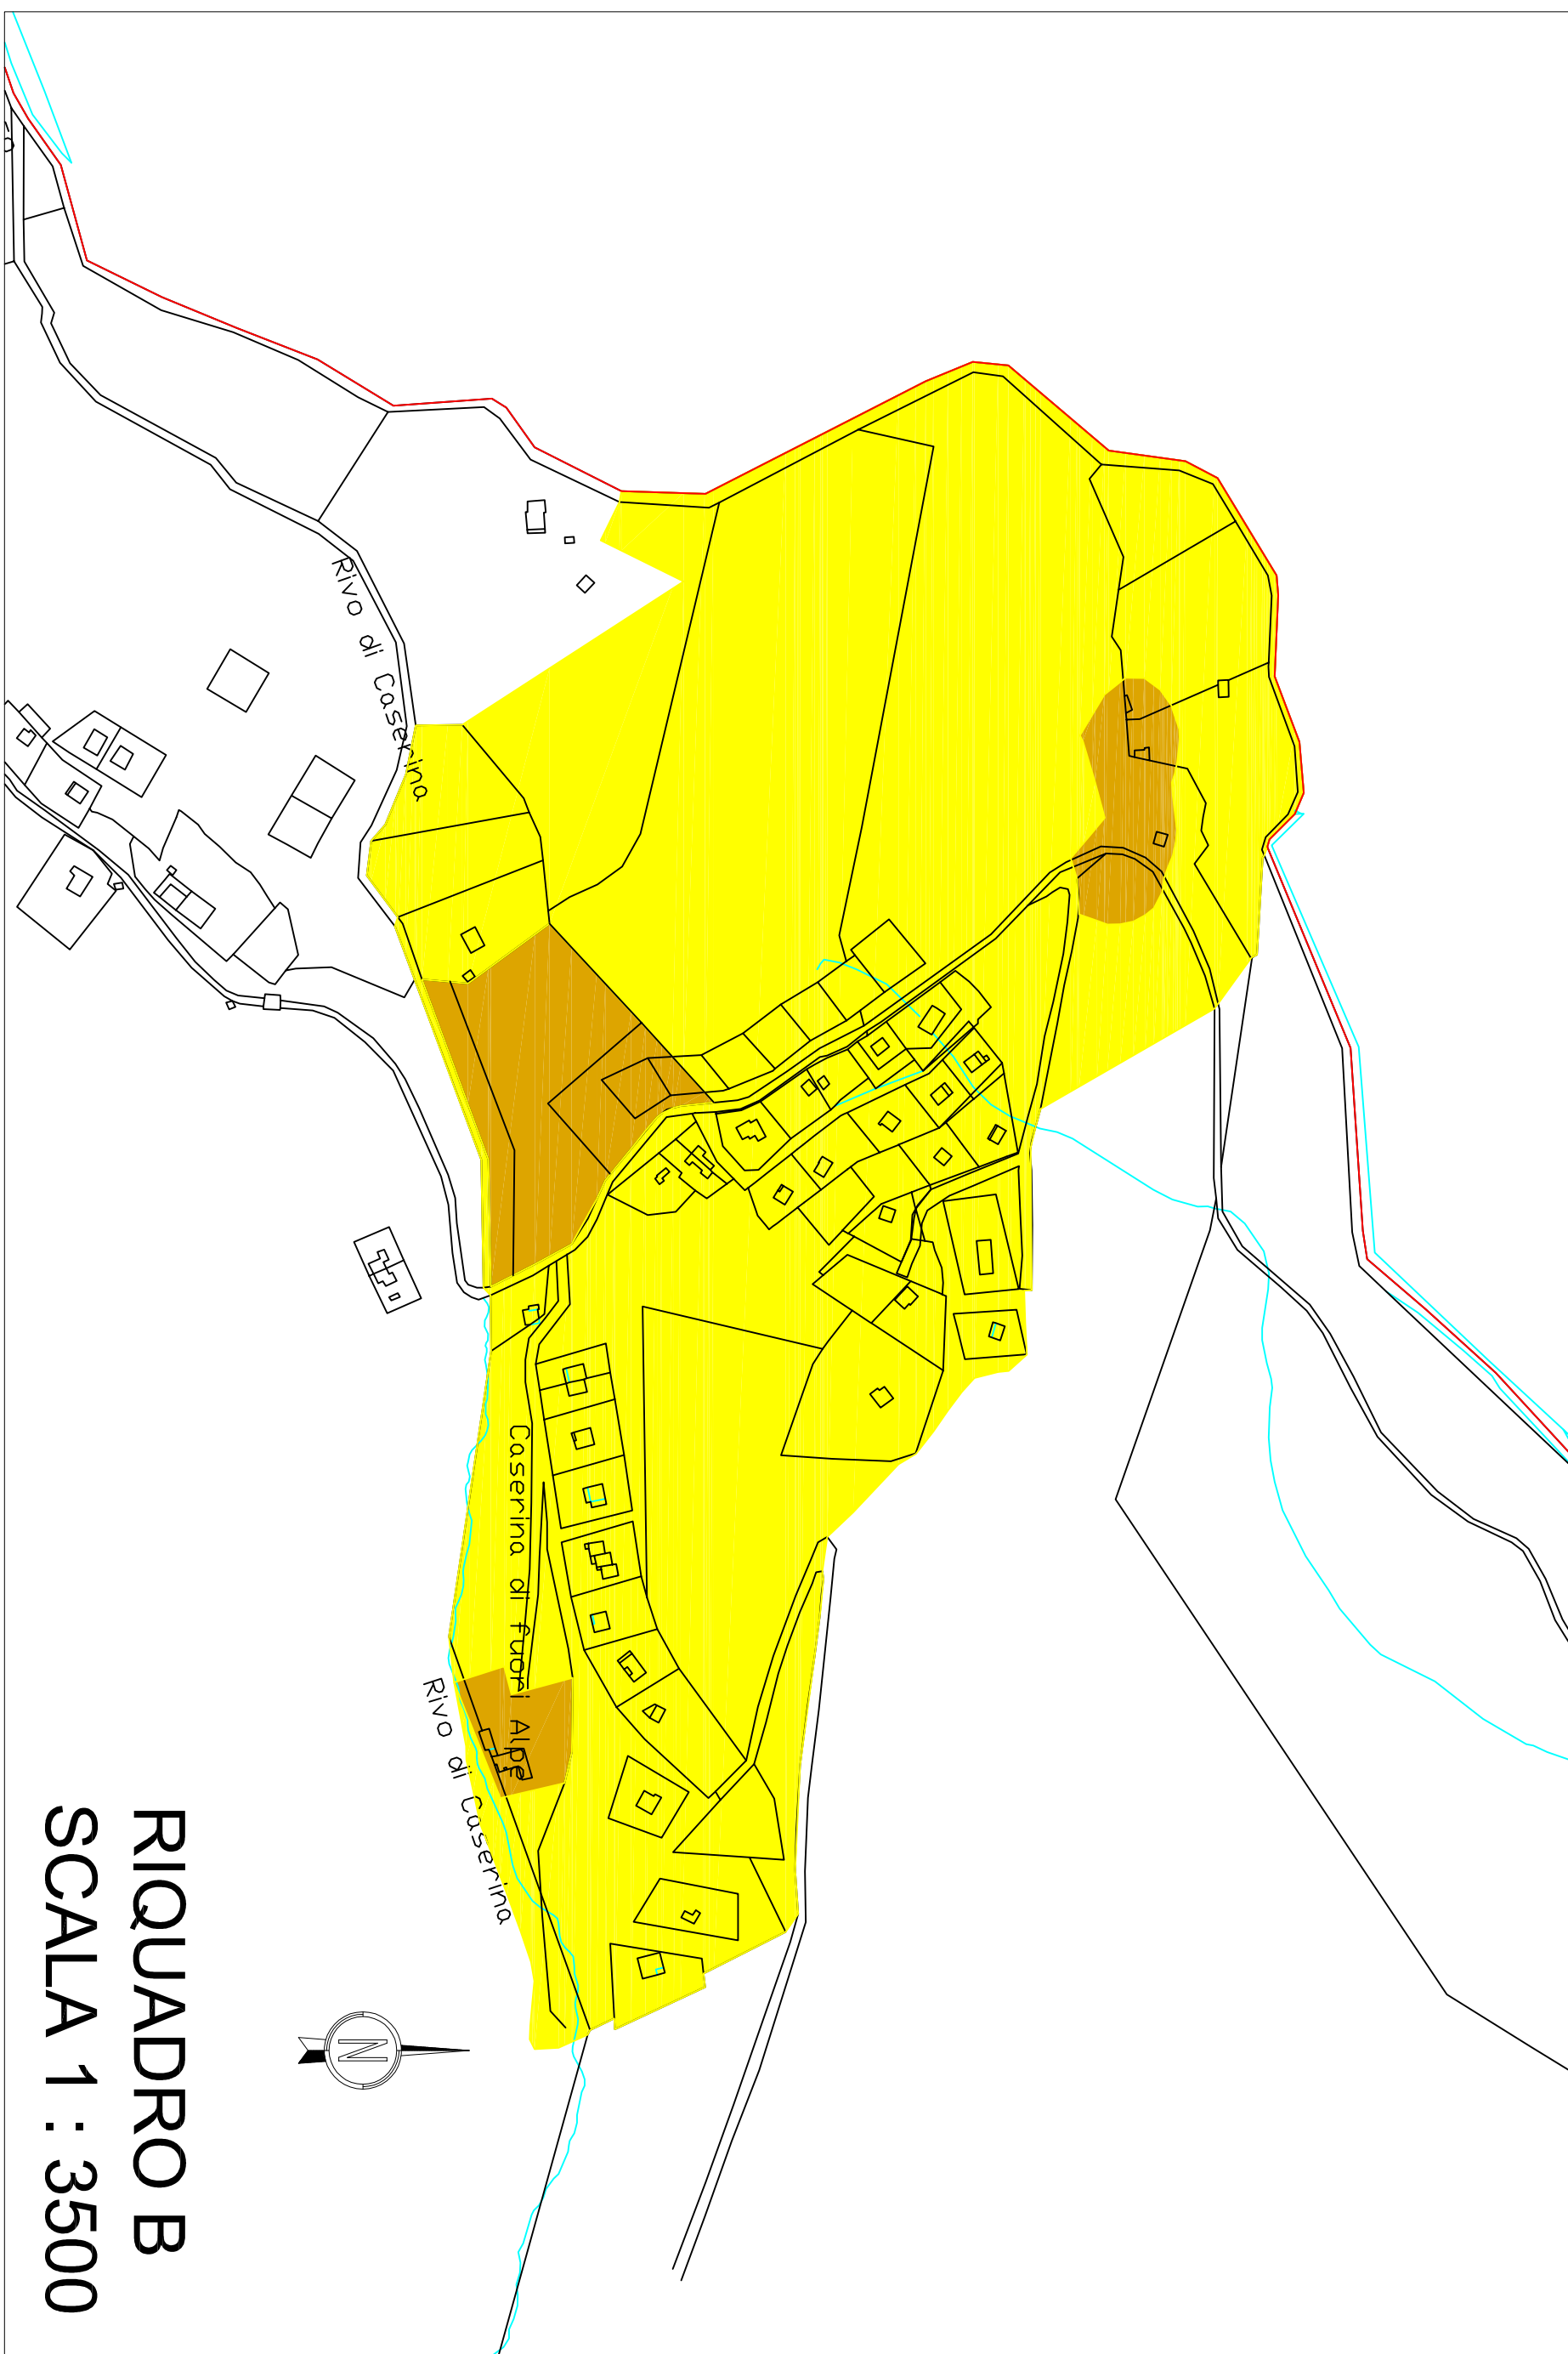 Rivo di Caserina
Caserina di fuori Alpe
Rivo di Caserina
N
RIQUADRO B
SCALA 1 : 3500